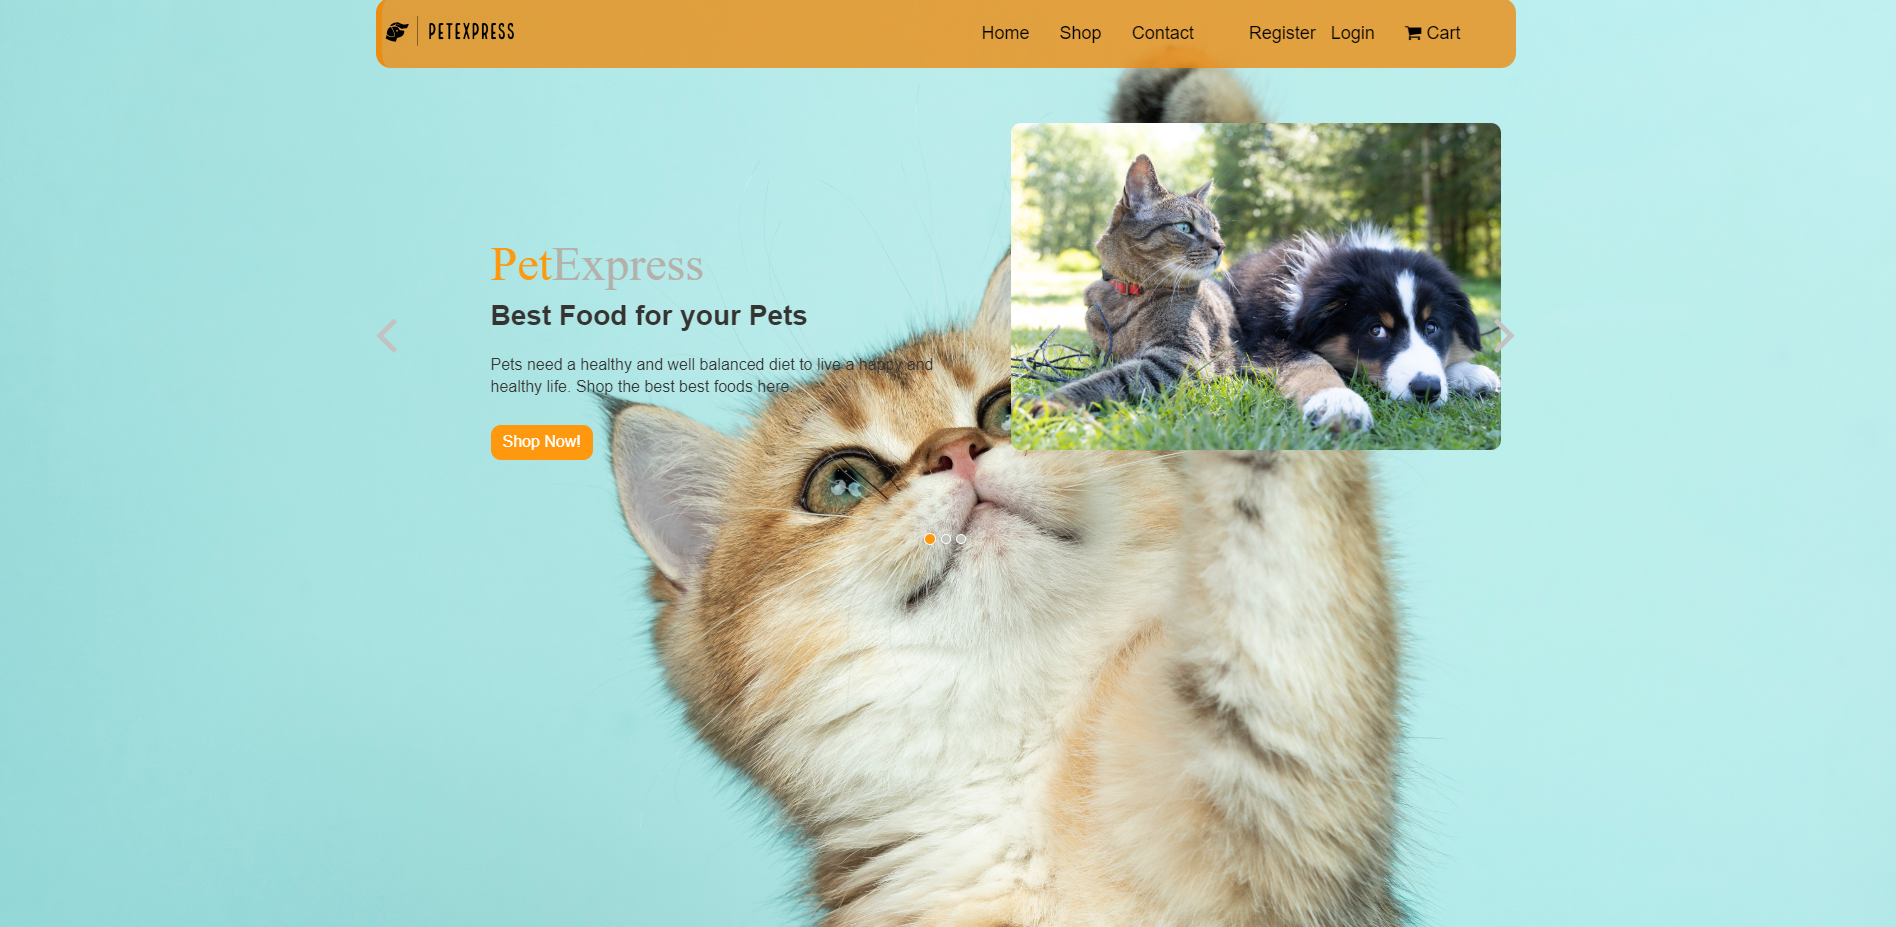 PETEXPRESS
Home Shop Contact Register Login Cart
PetExpress
Best Food for your Pets
Pets need a healthy and well balanced diet to live a happy and
healthy life. Shop the best best foods here
Shop Now!